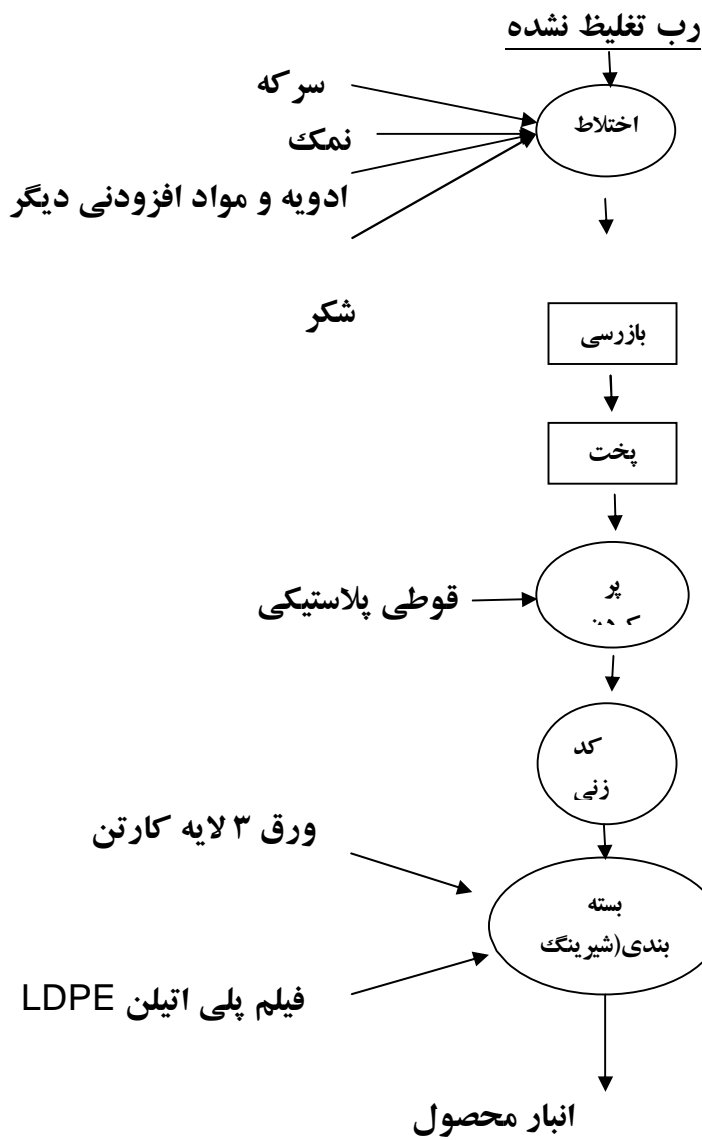 رب تغلیظ نشده
سرکه
اختلاط
نمک
ادویه و مواد افزودنی دیگر
شکر
بازرسی
پخت
پر
قوطی پلاستیکی
کد
زنی
ورق ۳ لایه کارتن
بسته
بندی(شیرینگ
فیلم پلی اتیلن LDPE
انبار محصول